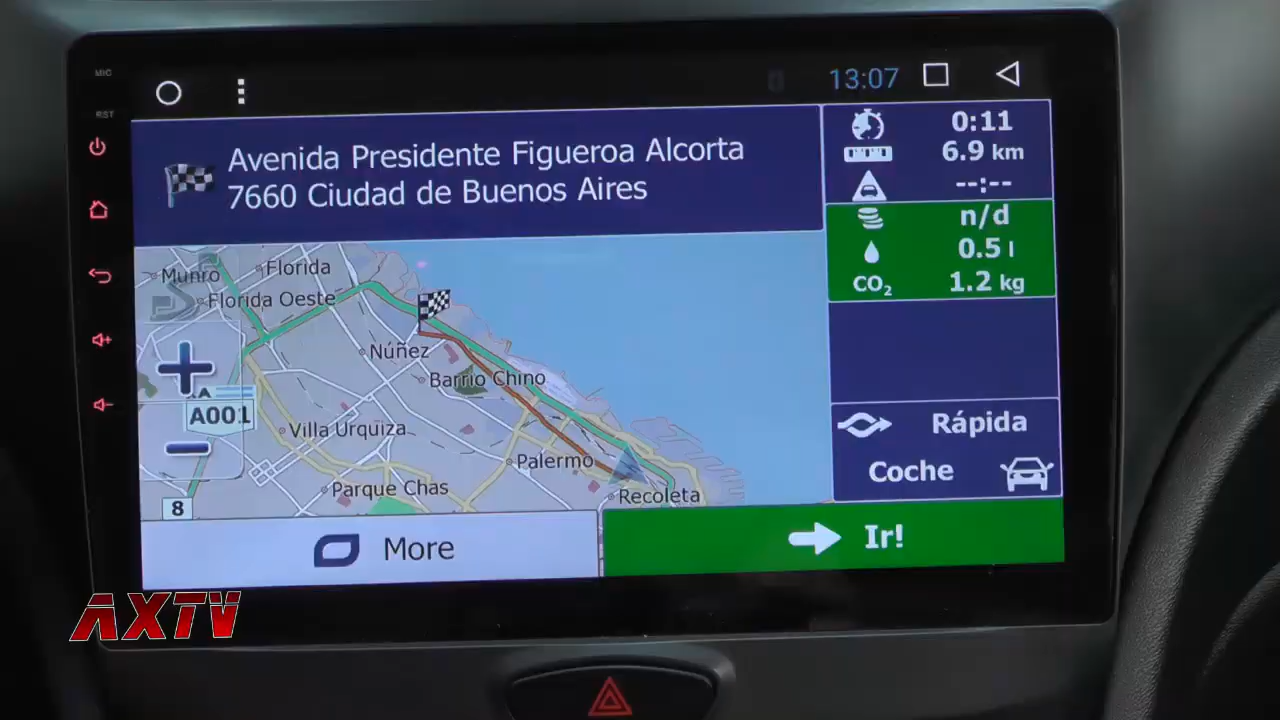 MIC
13:07
RST
Avenida Presidente Figueroa Alcorta
7660 Ciudad de Buenos Aires
0:11
6.9 km
--:--
n/d
0.5 l
CO2
1.2 kg
Munro
Florida
Florida Oeste
Núñez
Barrio Chino
A001
Villa Urquiza
Palermo
Parque Chas
Recoleta
8
Rápida
Coche
More
Ir!
AXTV